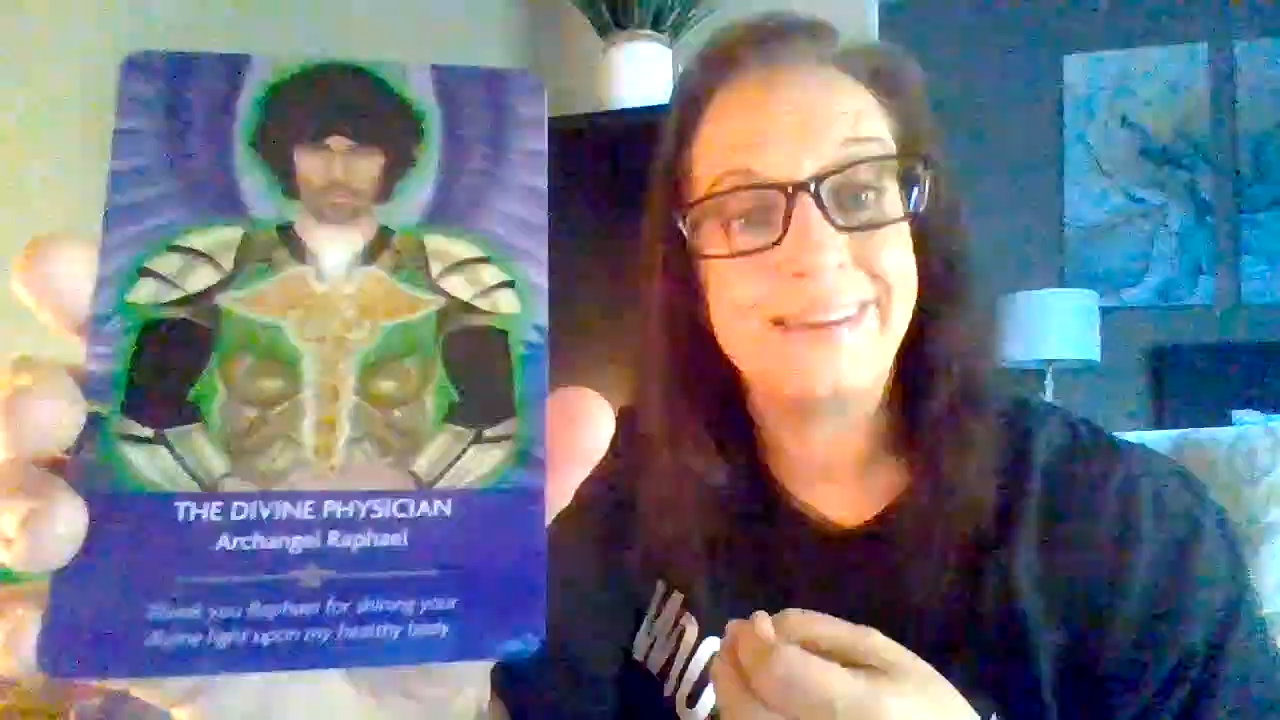 THE DIVINE PHYSICIAN
Archangel Raphael
Thank you Raphael for shining your
divine light upon my healthy body